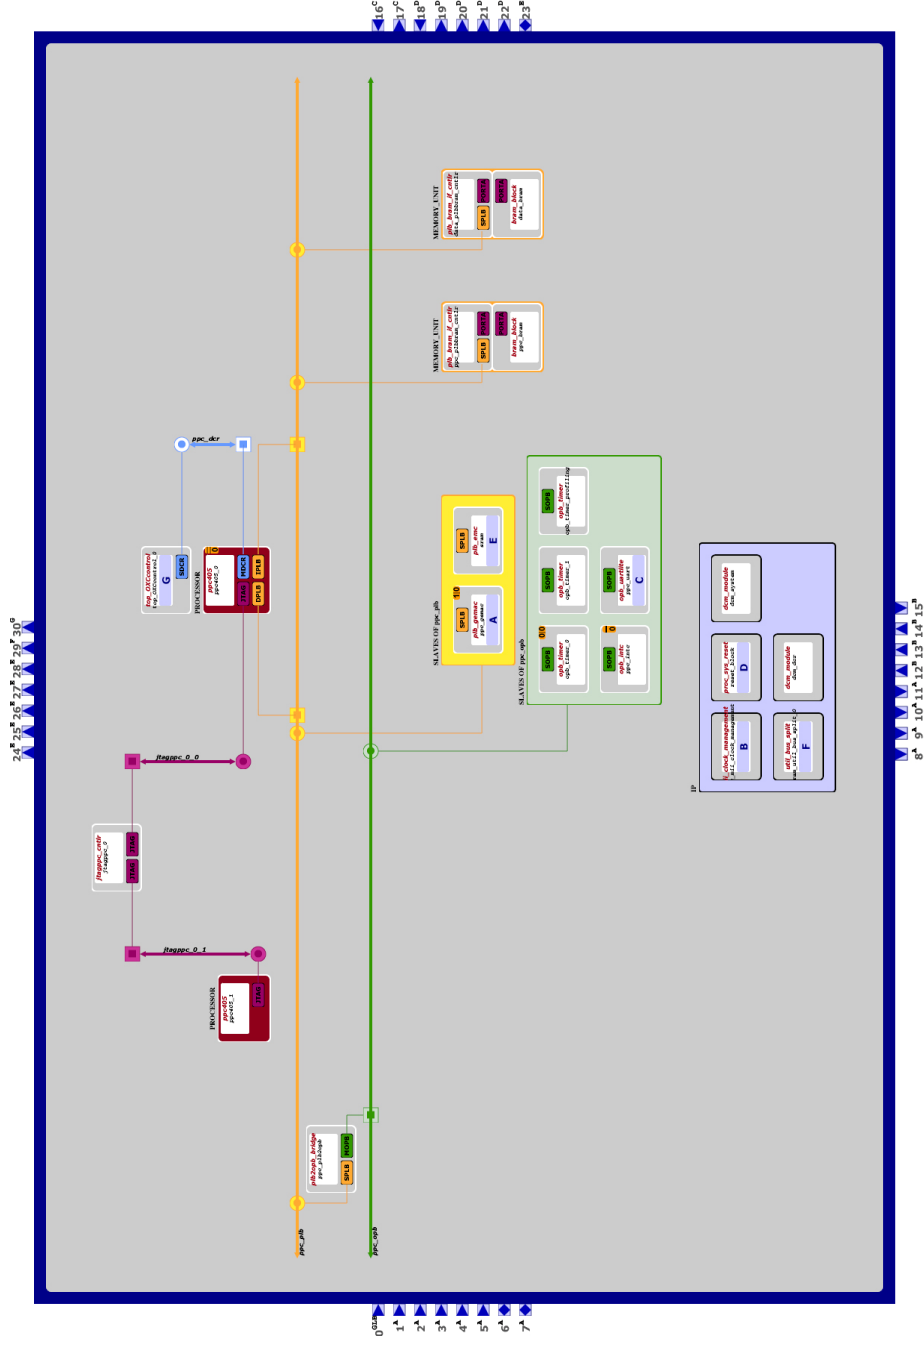 16 C
17 C
18 D
19 D
20 D
21 D
22 D
23 E
24 E
25 E
26 E
27 E
28 E
29 F
30 G
ppc_dcr
top_OXCcontrol
top_OXCcontrol_0
G
SDCR
PROCESSOR
ppc405
ppc405_0
JTAG
MDCR
DPLB
IPLB
jtagppc_0_0
jtagppc_cntlr
jtagppc_0
JTAG
JTAG
jtagppc_0_1
PROCESSOR
ppc405
ppc405_1
JTAG
plb2opb_bridge
ppc_plb2opb
SPLB
MOPB
ppc_plb
ppc_opb
MEMORY_UNIT
plb_bram_if_cntlr
data_plbbram_cntlr
SPLB
PORTA
PORTA
bram_block
data_bram
MEMORY_UNIT
plb_bram_if_cntlr
ppc_plbbram_cntlr
SPLB
PORTA
PORTA
bram_block
ppc_bram
SLAVES OF ppc_plb
SPLB
plb_emc
sram
E
SPLB
plb_gemac
ppc_gemac
A
SLAVES OF ppc_opb
SOPB
opb_timer
opb_timer_profiling
SOPB
opb_timer
opb_timer_1
SOPB
opb_uartlite
ppc_uart
C
SOPB
opb_timer
opb_timer_0
SOPB
opb_intc
ppc_intc
IP
dcm_module
dcm_system
proc_sys_reset
reset_block
D
dcm_module
dcm_dcr
ii_clock_management
mii_clock_management
B
util_bus_split
util_bus_split_0
F
15 B
14 B
13 B
12 B
11 A
10 A
9 A
8 A
0 GLB
1 A
2 A
3 A
4 A
5 A
6 A
7 A